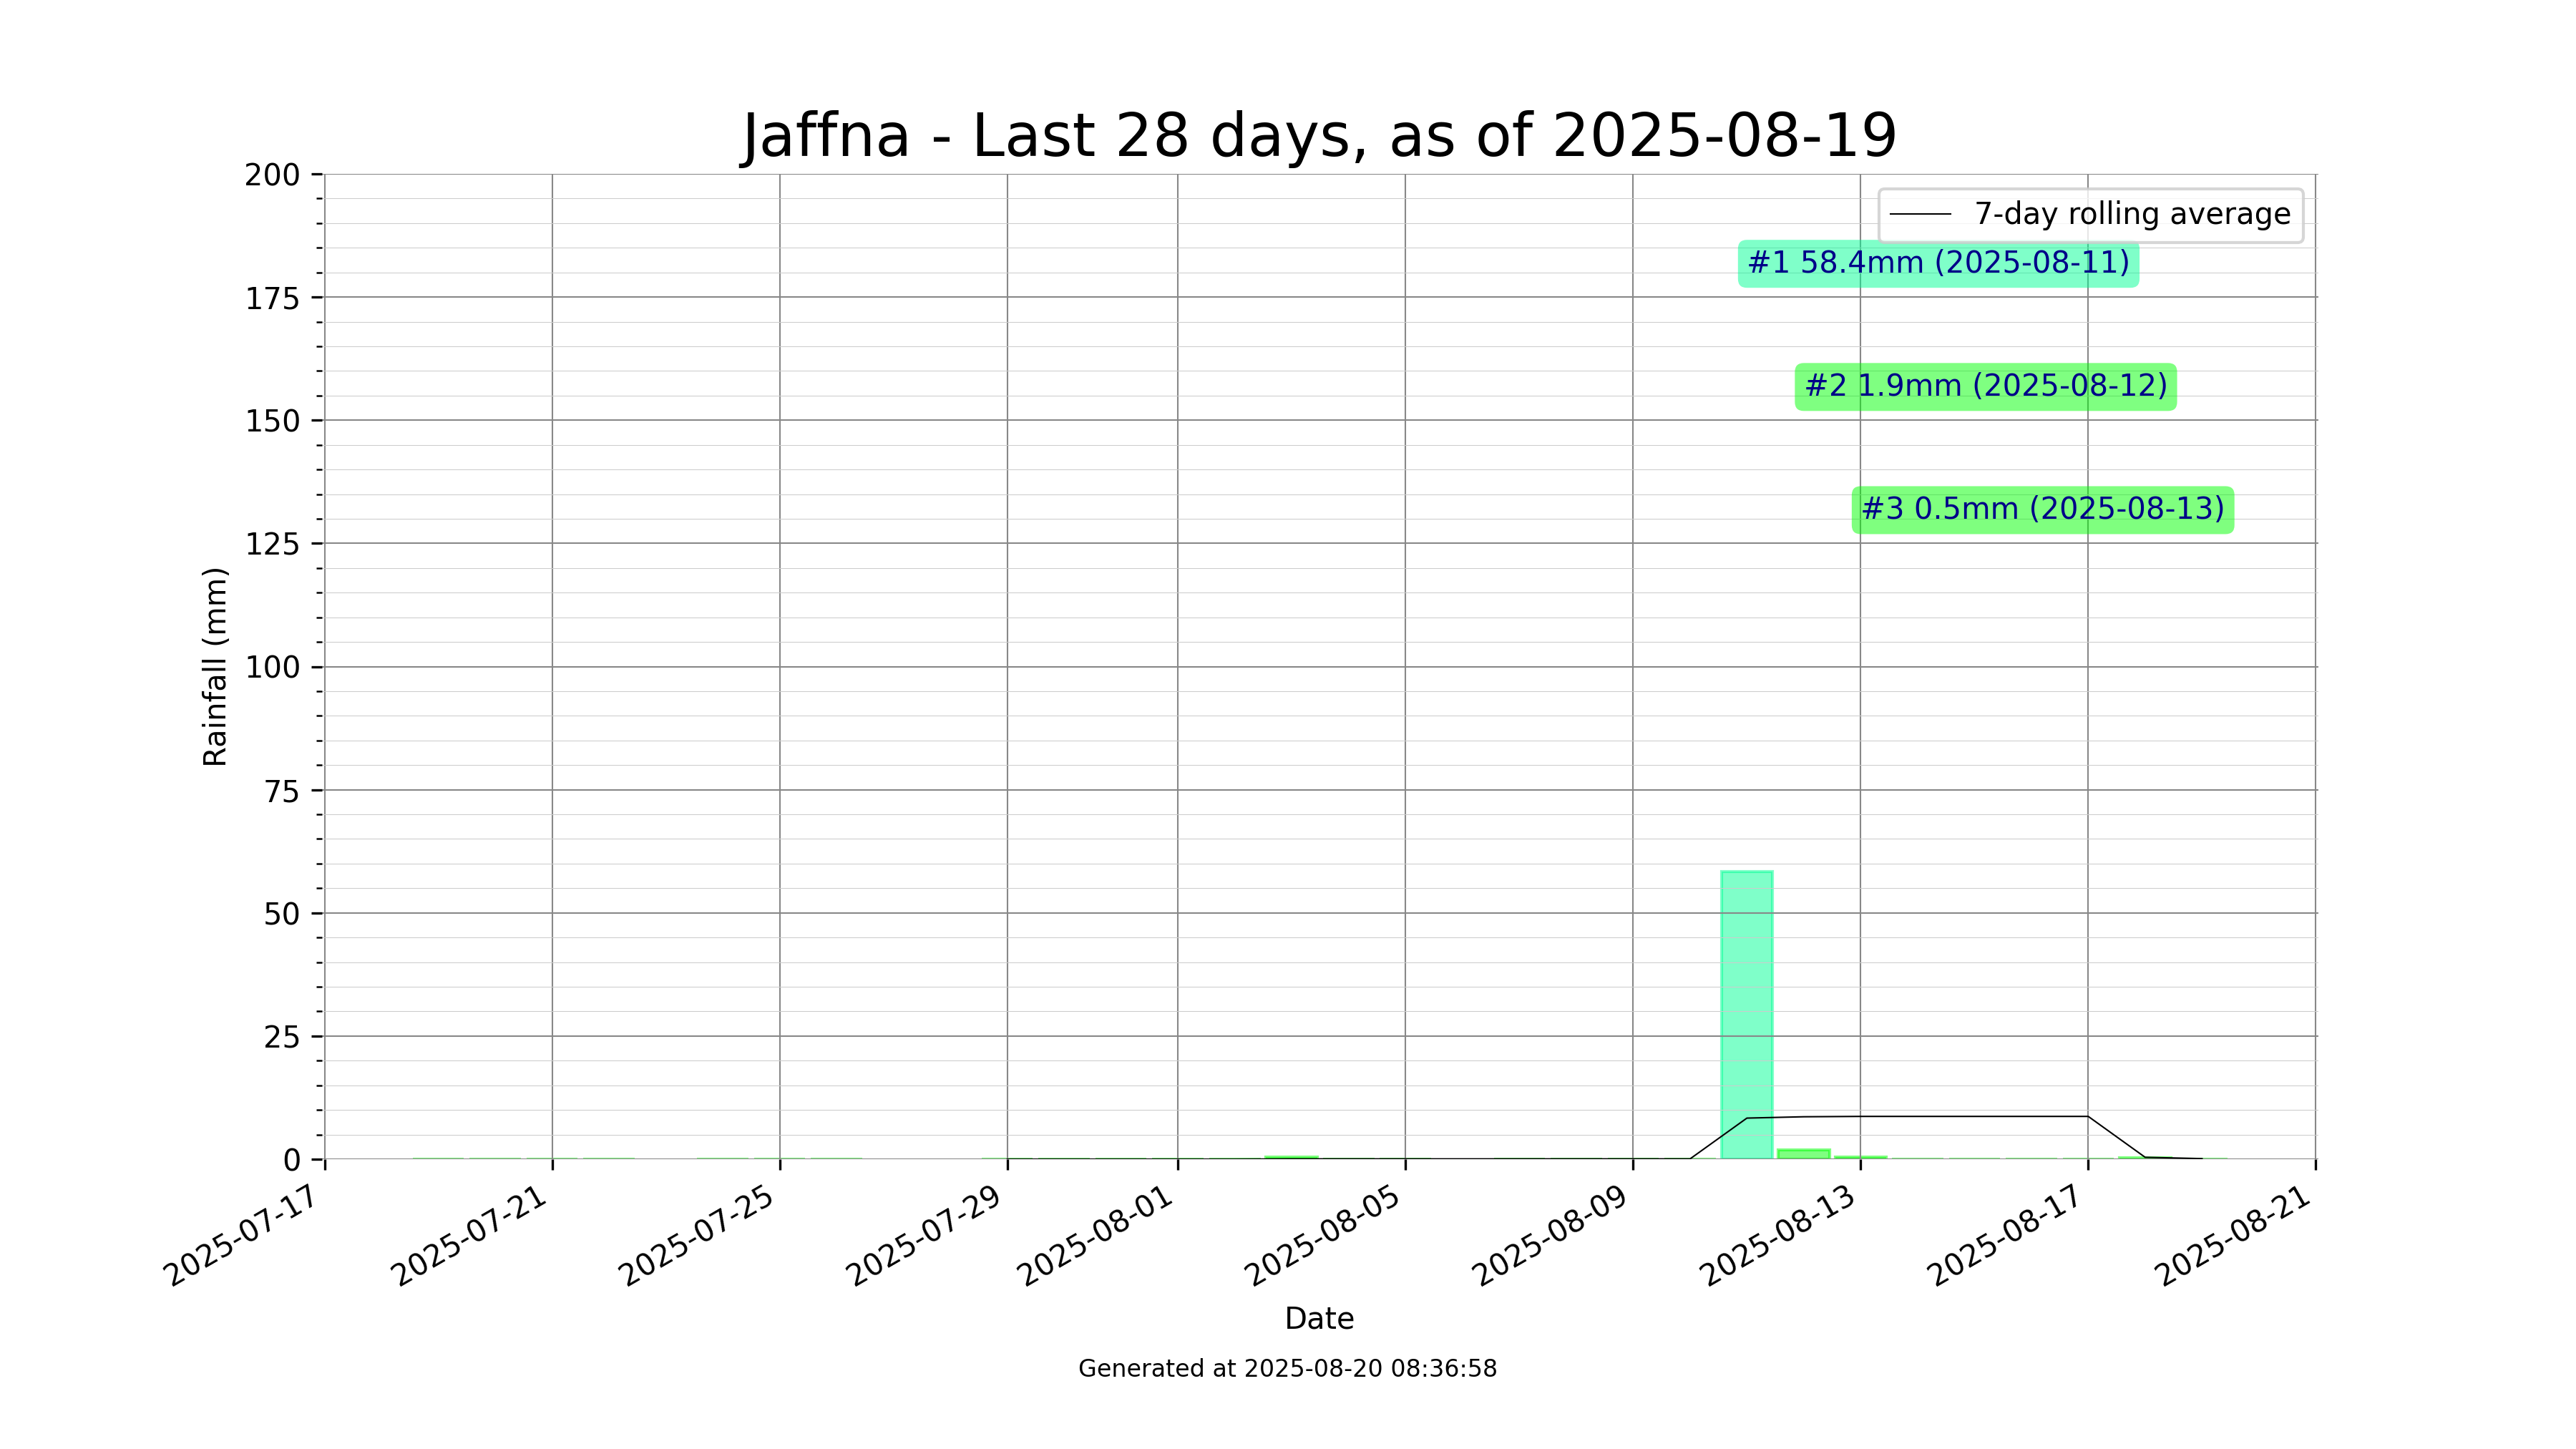 Jaffna - Last 28 days, as of 2025-08-19
200
175
150
125
100
75
50
25
0
Rainfall (mm)
7-day rolling average
#1 58.4mm (2025-08-11)
#2 1.9mm (2025-08-12)
#3 0.5mm (2025-08-13)
2025-07-17
2025-07-21
2025-07-25
2025-07-29
2025-08-01
2025-08-05
2025-08-09
2025-08-13
2025-08-17
2025-08-21
Date
Generated at 2025-08-20 08:36:58